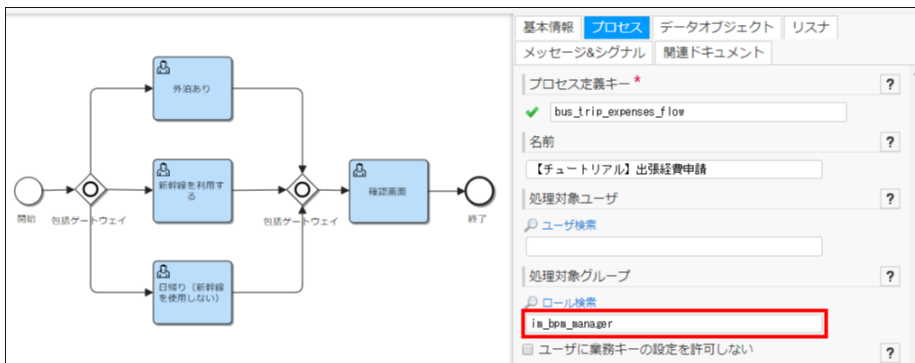 外泊あり
新幹線を利用す
る
日帰り（新幹線
を使用しない）
確認画面
開始
包括ゲートウェイ
包括ゲートウェイ
終了
基本情報 プロセス データオブジェクト リスナ
メッセージ&シグナル 関連ドキュメント
プロセス定義キー * ?
bus_trip_expenses_flow
名前 ?
【チュートリアル】出張経費申請
処理対象ユーザ ?
ユーザ検索
処理対象グループ ?
ロール検索
im_bpm_manager
ユーザに業務キーの設定を許可しない ?